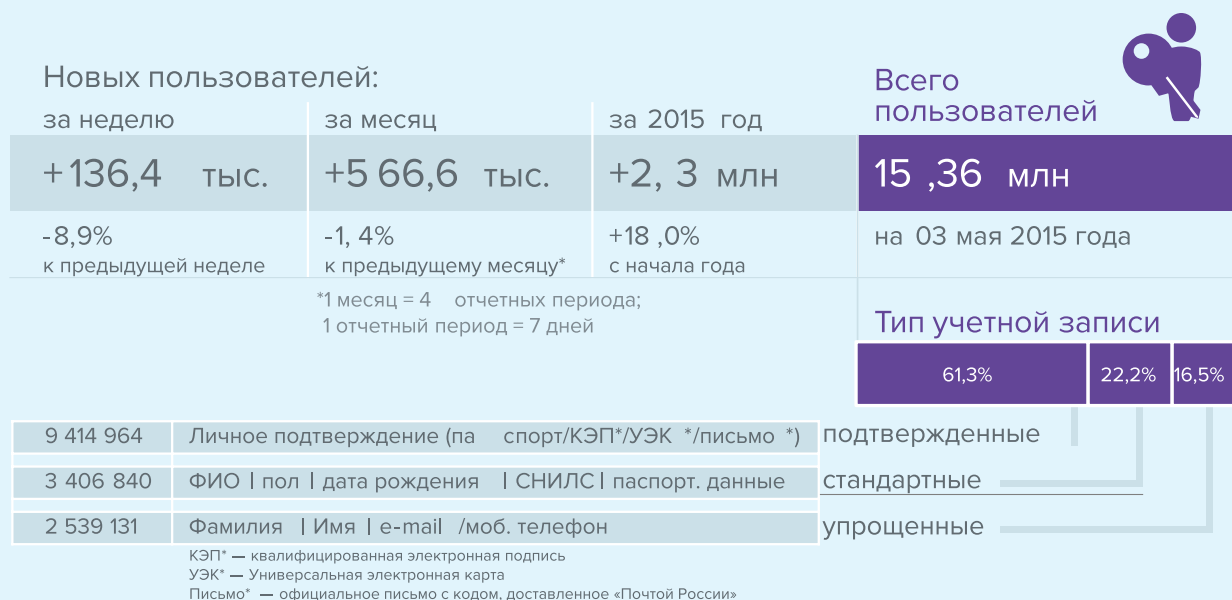 Новых пользователей:
за неделю
за месяц
за 2015 год
Всего
пользователей
+136,4 тыс.
+566,6 тыс.
+2,3 млн
15,36 млн
-8,9%
к предыдущей неделе
-1,4%
к предыдущему месяцу*
+18,0%
с начала года
на 03 мая 2015 года
*1 месяц = 4 отчетных периода;
1 отчетный период = 7 дней
Тип учетной записи
61,3%
22,2%
16,5%
9 414 964 Личное подтверждение (паспорт/КЭП*/УЭК*/письмо*) подтвержденные
3 406 840 ФИО | пол | дата рождения | СНИЛС | паспорт. данные стандартные
2 539 131 Фамилия | Имя | e-mail /моб. телефон упрощенные
КЭП* — квалифицированная электронная подпись
УЭК* — Универсальная электронная карта
Письмо* — официальное письмо с кодом, доставленное «Почтой России»